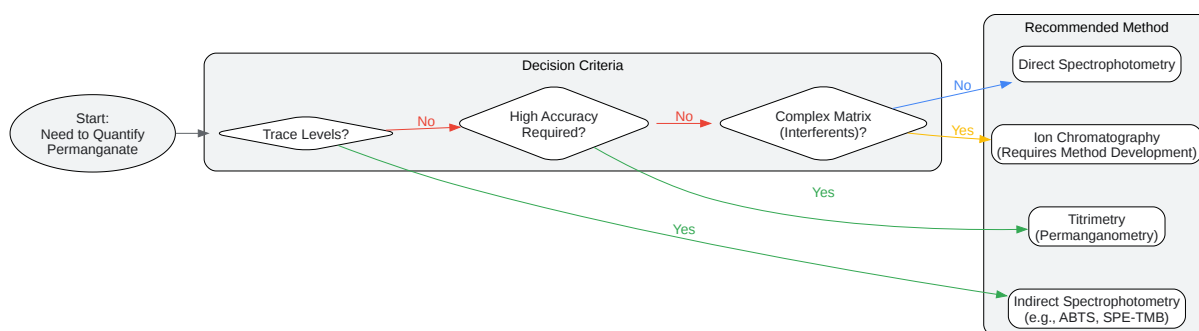 Recommended Method
Decision Criteria
Start:
Need to Quantify
Permanganate
Trace Levels?
No
High Accuracy
Required?
No
Complex Matrix
(Interferents)?
No
Direct Spectrophotometry
Yes
Ion Chromatography
(Requires Method Development)
Yes
Titrimetry
(Permanganometry)
Yes
Indirect Spectrophotometry
(e.g., ABTS, SPE-TMB)